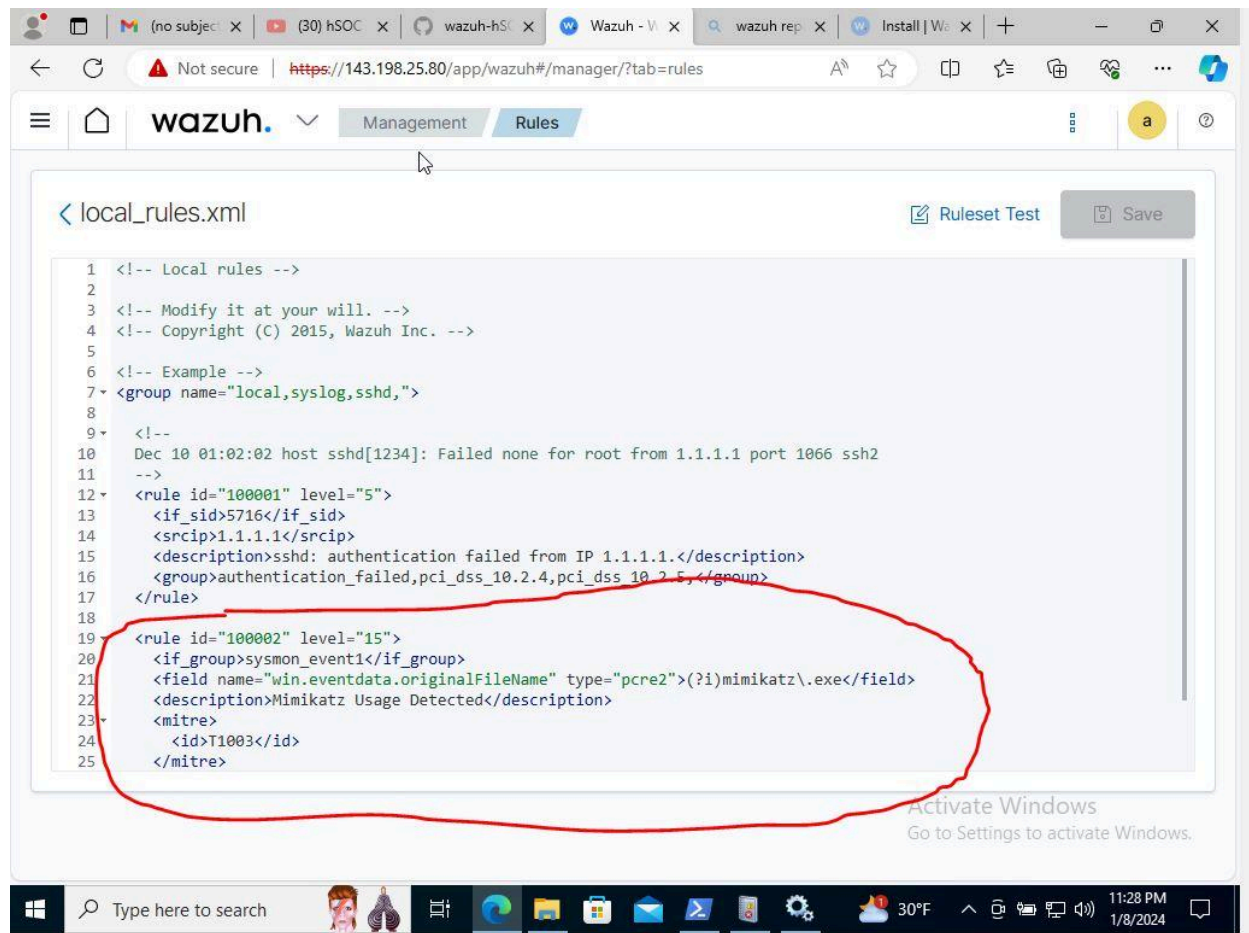 (no subjec
(30) hSOC
wazuh-hS
Wazuh - W
wazuh rep
Install | Wa
Not secure
https://143.198.25.80/app/wazuh#/manager/?tab=rules
wazuh.
Management
Rules
a
local_rules.xml
Ruleset Test
Save
1 <!-- Local rules -->
2
3 <!-- Modify it at your will. -->
4 <!-- Copyright (C) 2015, Wazuh Inc. -->
5
6 <!-- Example -->
7 <group name="local,syslog,sshd,">
8
9 <!--
10 Dec 10 01:02:02 host sshd[1234]: Failed none for root from 1.1.1.1 port 1066 ssh2
11 -->
12 <rule id="100001" level="5">
13 <if_sid>5716</if_sid>
14 <srcip>1.1.1.1</srcip>
15 <description>sshd: authentication failed from IP 1.1.1.1.</description>
16 <group>authentication_failed,pci_dss_10.2.4,pci_dss_10.2.5,</group>
17 </rule>
18
19 <rule id="100002" level="15">
20 <if_group>sysmon_event1</if_group>
21 <field name="win.eventdata.originalFileName" type="pcre2">(?i)mimikatz\.exe</field>
22 <description>Mimikatz Usage Detected</description>
23 <mitre>
24 <id>T1003</id>
25 </mitre>
Activate Windows
Go to Settings to activate Windows.
Type here to search
30°F
11:28 PM
1/8/2024